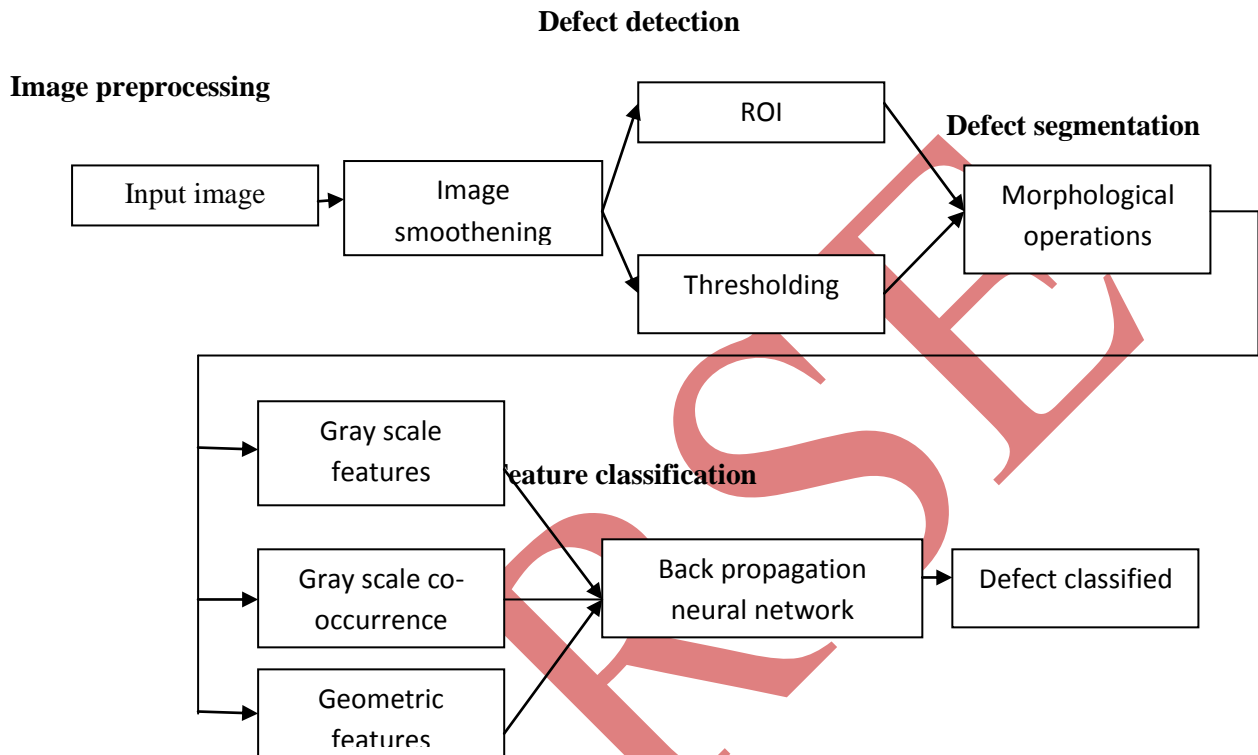 Defect detection
Image preprocessing
ROI
Defect segmentation
Input image
Image
smoothening
Morphological
operations
Thresholding
Gray scale
features
eature classification
Gray scale co-
occurrence
Back propagation
neural network
Defect classified
Geometric
features
RSE